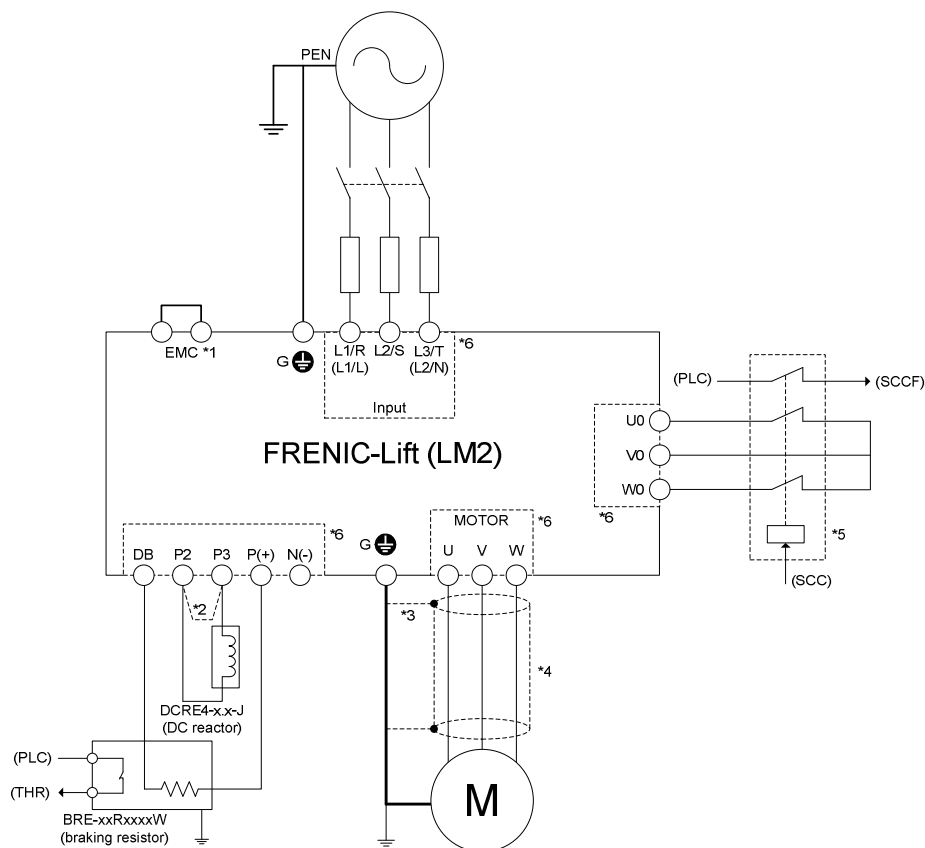 PEN
EMC *1
G
L1/R L2/S L3/T
(L1/L) (L2/N)
*6
Input
(PLC)
(SCCF)
U0
V0
W0
*6
*5
(SCC)
FRENIC-Lift (LM2)
DB P2 P3 P(+) N(-)
*6
*2
G
MOTOR
*6
U V W
*3
*4
DCRE4-x.x-J
(DC reactor)
(PLC)
(THR)
BRE-xxRxxxxW
(braking resistor)
M